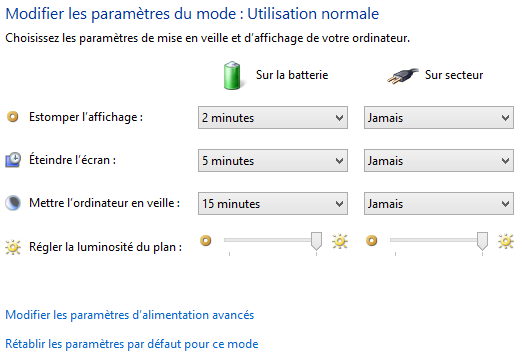 Modifier les paramètres du mode : Utilisation normale
Choisissez les paramètres de mise en veille et d'affichage de votre ordinateur.
Sur la batterie Sur secteur
Estomper l'affichage : 2 minutes Jamais
Éteindre l'écran : 5 minutes Jamais
Mettre l'ordinateur en veille : 15 minutes Jamais
Régler la luminosité du plan :
Modifier les paramètres d'alimentation avancés
Rétablir les paramètres par défaut pour ce mode